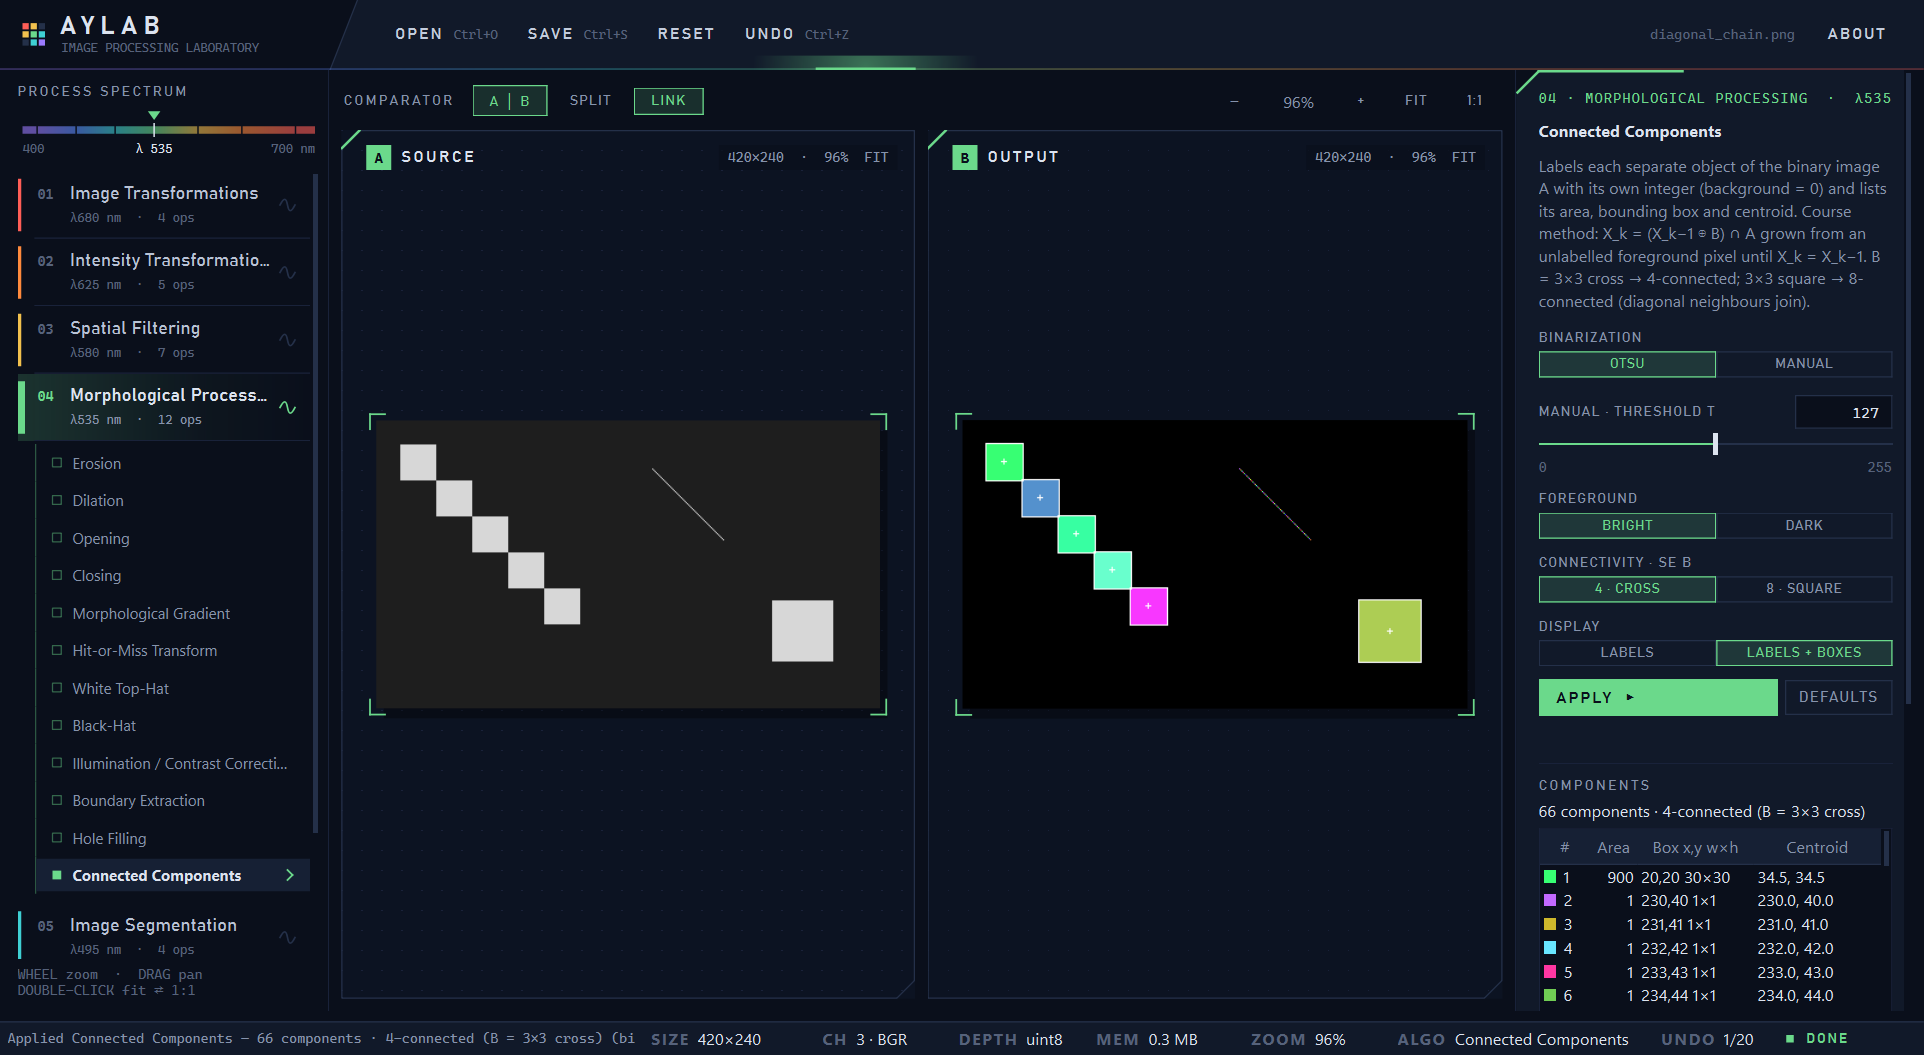 AYLAB
IMAGE PROCESSING LABORATORY
OPEN Ctrl+O SAVE Ctrl+S RESET UNDO Ctrl+Z
diagonal_chain.png ABOUT
PROCESS SPECTRUM
400 λ 535 700 nm
01 Image Transformations
λ680 nm · 4 ops
02 Intensity Transformatio...
λ625 nm · 5 ops
03 Spatial Filtering
λ580 nm · 7 ops
04 Morphological Process...
λ535 nm · 12 ops
Erosion
Dilation
Opening
Closing
Morphological Gradient
Hit-or-Miss Transform
White Top-Hat
Black-Hat
Illumination / Contrast Correcti...
Boundary Extraction
Hole Filling
Connected Components
05 Image Segmentation
λ495 nm · 4 ops
WHEEL zoom · DRAG pan
DOUBLE-CLICK fit ⇄ 1:1
COMPARATOR A | B SPLIT LINK
− 96% + FIT 1:1
A SOURCE 420×240 · 96% FIT
B OUTPUT 420×240 · 96% FIT
04 · MORPHOLOGICAL PROCESSING · λ535
Connected Components
Labels each separate object of the binary image
A with its own integer (background = 0) and lists
its area, bounding box and centroid. Course
method: X_k = (X_k−1 ⊕ B) ∩ A grown from an
unlabelled foreground pixel until X_k = X_k−1. B
= 3×3 cross → 4-connected; 3×3 square → 8-
connected (diagonal neighbours join).
BINARIZATION
OTSU MANUAL
MANUAL · THRESHOLD T 127
0 255
FOREGROUND
BRIGHT DARK
CONNECTIVITY · SE B
4 · CROSS 8 · SQUARE
DISPLAY
LABELS LABELS + BOXES
APPLY ▸ DEFAULTS
COMPONENTS
66 components · 4-connected (B = 3×3 cross)
# Area Box x,y w×h Centroid
1 900 20,20 30×30 34.5, 34.5
2 1 230,40 1×1 230.0, 40.0
3 1 231,41 1×1 231.0, 41.0
4 1 232,42 1×1 232.0, 42.0
5 1 233,43 1×1 233.0, 43.0
6 1 234,44 1×1 234.0, 44.0
Applied Connected Components — 66 components · 4-connected (B = 3×3 cross) (bi SIZE 420×240 CH 3 · BGR DEPTH uint8 MEM 0.3 MB ZOOM 96% ALGO Connected Components UNDO 1/20 DONE